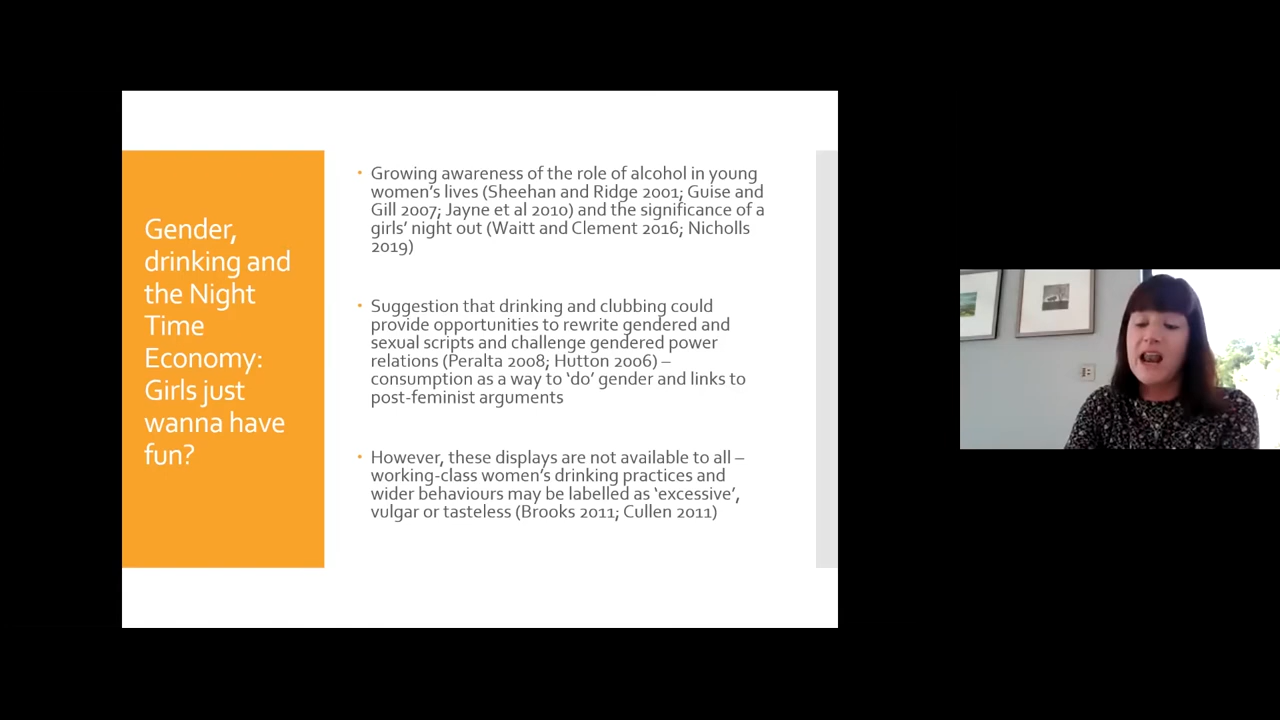 Gender,
drinking and
the Night
Time
Economy:
Girls just
wanna have
fun?
• Growing awareness of the role of alcohol in young
women's lives (Sheehan and Ridge 2001; Guise and
Gill 2007; Jayne et al 2010) and the significance of a
girls' night out (Waitt and Clement 2016; Nicholls
2019)
• Suggestion that drinking and clubbing could
provide opportunities to rewrite gendered and
sexual scripts and challenge gendered power
relations (Peralta 2008; Hutton 2006) –
consumption as a way to 'do' gender and links to
post-feminist arguments
• However, these displays are not available to all –
working-class women's drinking practices and
wider behaviours may be labelled as 'excessive',
vulgar or tasteless (Brooks 2011; Cullen 2011)